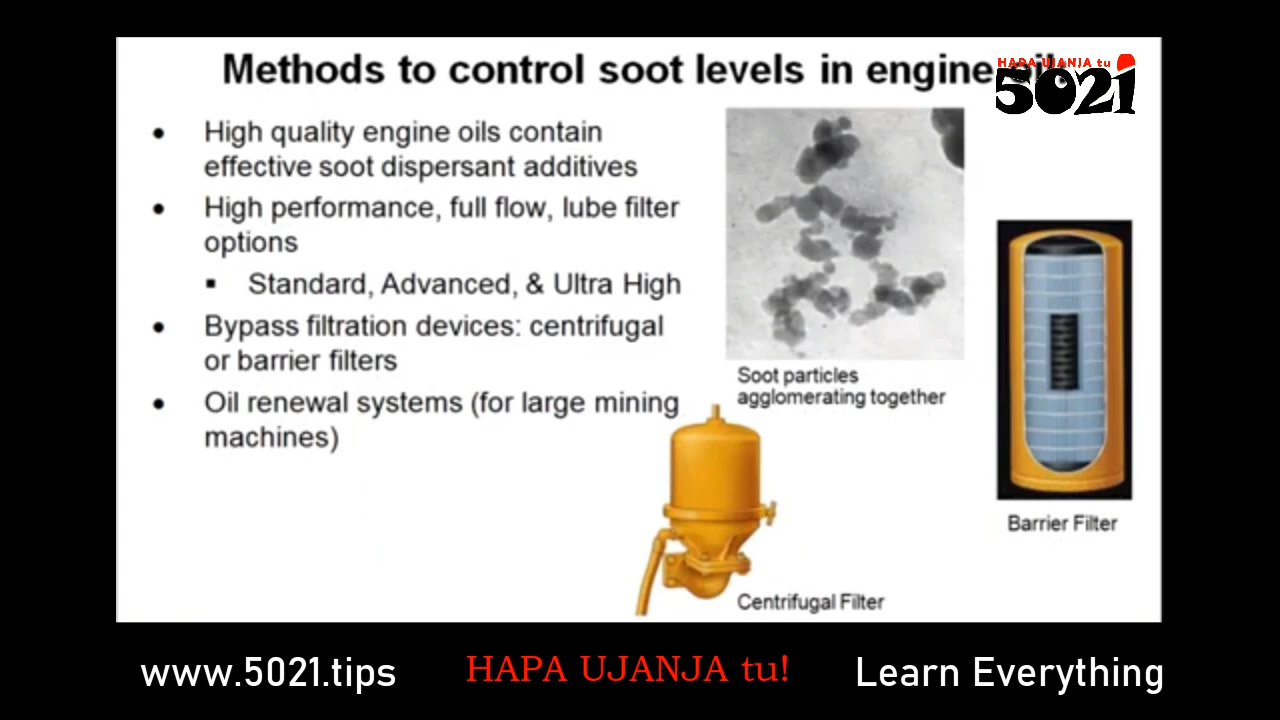 Methods to control soot levels in engine
HAPA UJANJA tu
5021
• High quality engine oils contain
effective soot dispersant additives
• High performance, full flow, lube filter
options
▪ Standard, Advanced, & Ultra High
• Bypass filtration devices: centrifugal
or barrier filters
• Oil renewal systems (for large mining
machines)
Soot particles
agglomerating together
Barrier Filter
Centrifugal Filter
www.5021.tips
HAPA UJANJA tu!
Learn Everything